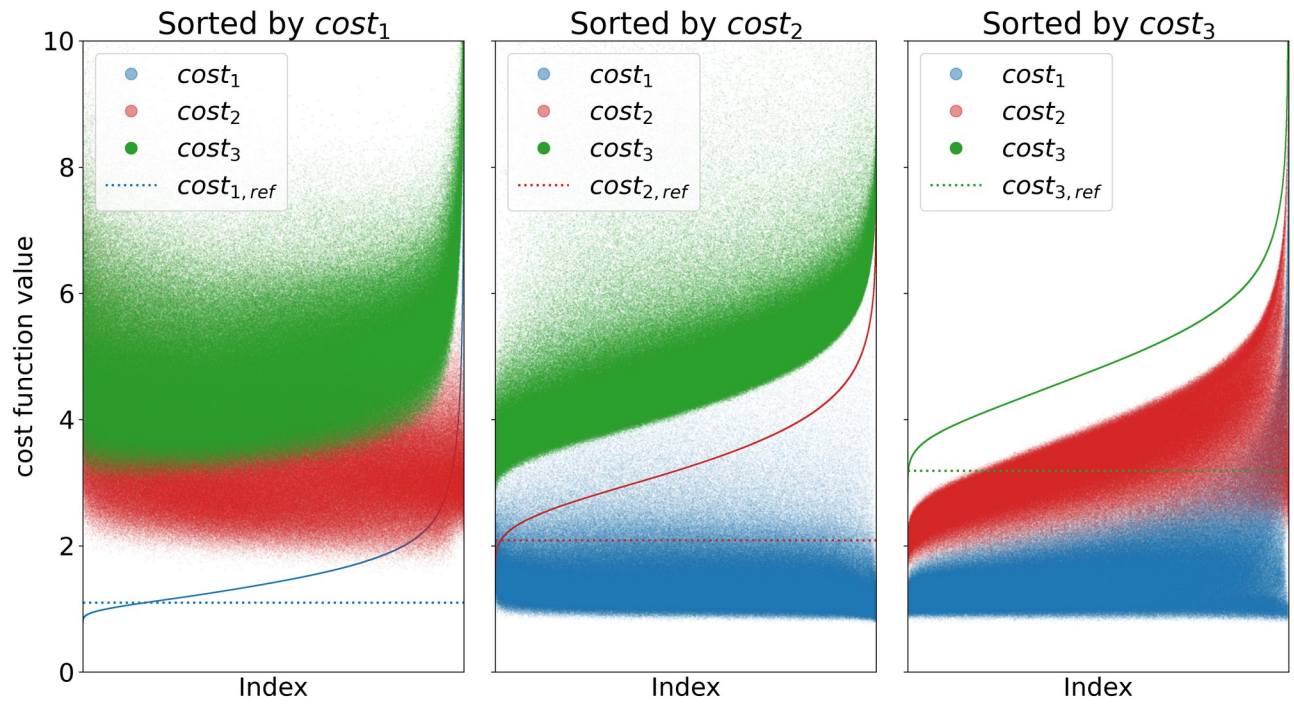 Sorted by cost₁
Sorted by cost₂
Sorted by cost₃
cost function value
10
8
6
4
2
0
cost₁
cost₂
cost₃
cost₁,ref
cost₁
cost₂
cost₃
cost₂,ref
cost₁
cost₂
cost₃
cost₃,ref
Index
Index
Index